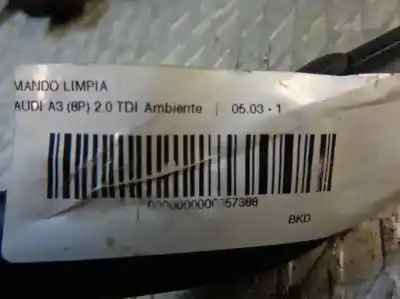 MANDO LIMPIA
AUDI A3 (8P) 2.0 TDI Ambiente | 05.03 - 1
BKD